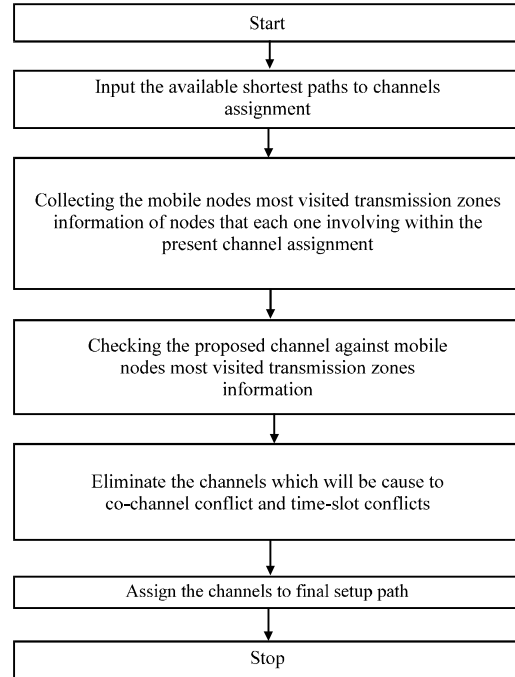 Start
Input the available shortest paths to channels
assignment
Collecting the mobile nodes most visited transmission zones
information of nodes that each one involving within the
present channel assignment
Checking the proposed channel against mobile
nodes most visited transmission zones
information
Eliminate the channels which will be cause to
co-channel conflict and time-slot conflicts
Assign the channels to final setup path
Stop